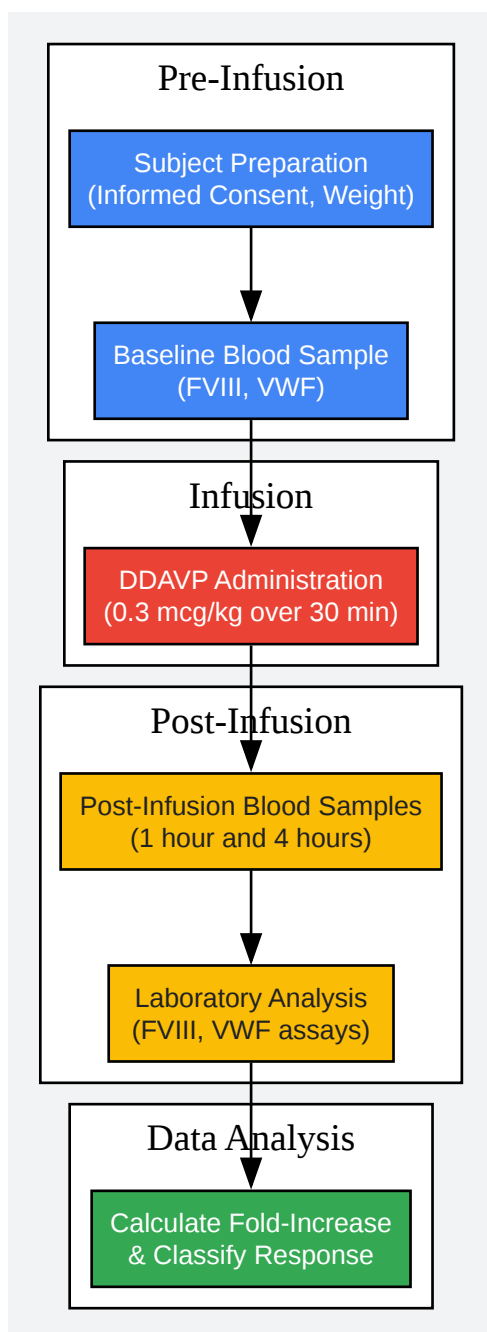 Pre-Infusion
Subject Preparation
(Informed Consent, Weight)
Baseline Blood Sample
(FVIII, VWF)
Infusion
DDAVP Administration
(0.3 mcg/kg over 30 min)
Post-Infusion
Post-Infusion Blood Samples
(1 hour and 4 hours)
Laboratory Analysis
(FVIII, VWF assays)
Data Analysis
Calculate Fold-Increase
& Classify Response